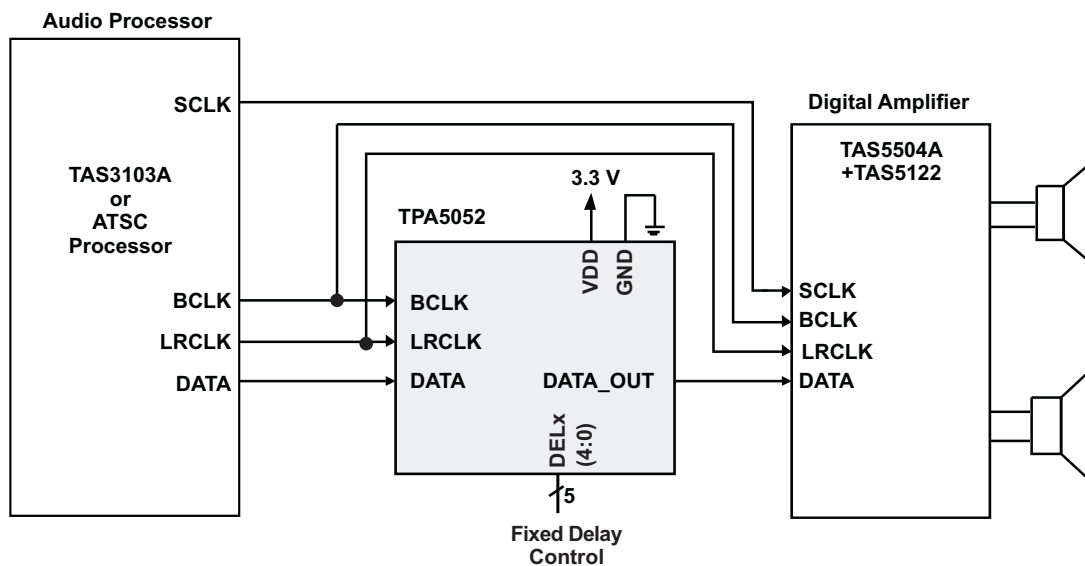 Audio Processor
SCLK
TAS3103A
or
ATSC
Processor
BCLK
LRCLK
DATA
TPA5052
3.3 V
VDD
GND
BCLK
LRCLK
DATA
DATA_OUT
DELx
(4:0)
5
Fixed Delay
Control
Digital Amplifier
TAS5504A
+TAS5122
SCLK
BCLK
LRCLK
DATA